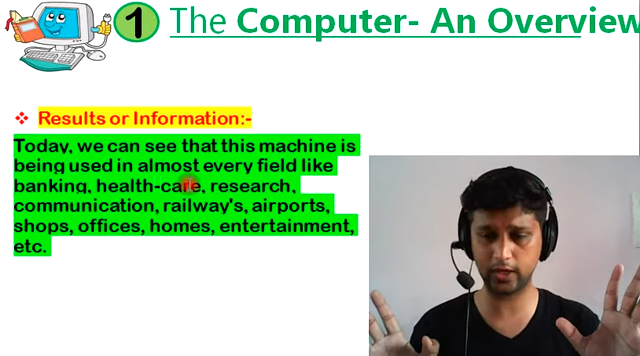 1 The Computer- An Overview
Results or Information:-
Today, we can see that this machine is
being used in almost every field like
banking, health-care, research,
communication, railway's, airports,
shops, offices, homes, entertainment,
etc.